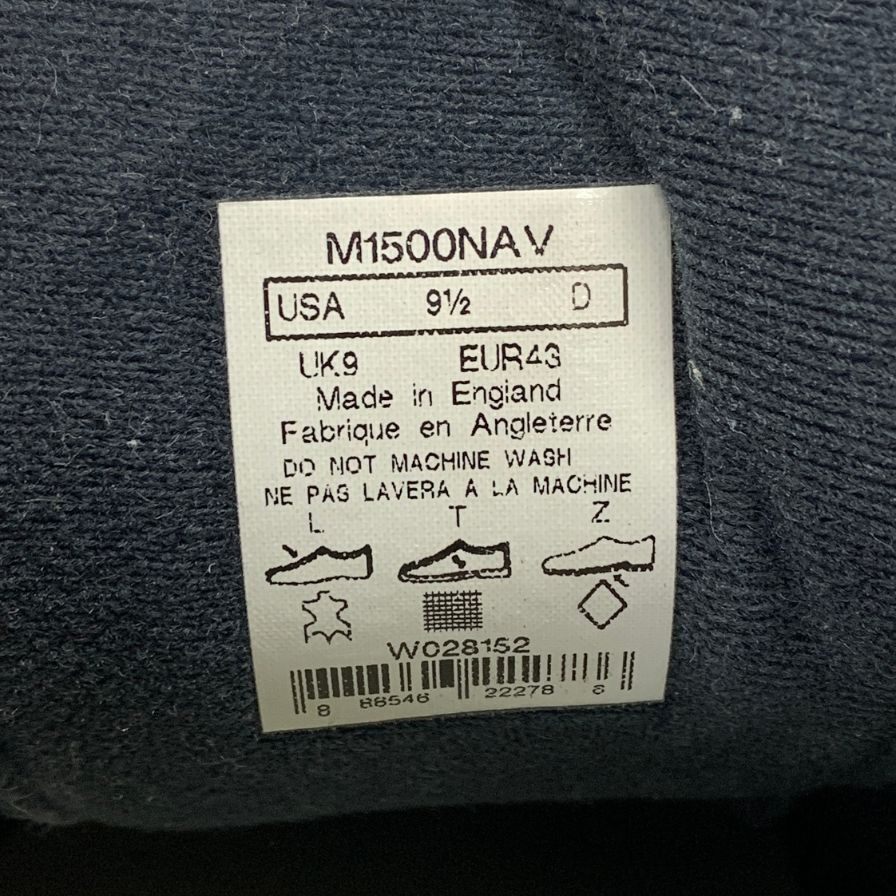 M1500NAV
USA 9½ D
UK9 EUR43
Made in England
Fabrique en Angleterre
DO NOT MACHINE WASH
NE PAS LAVERA A LA MACHINE
L T Z
W028152
8 88546 22278 6